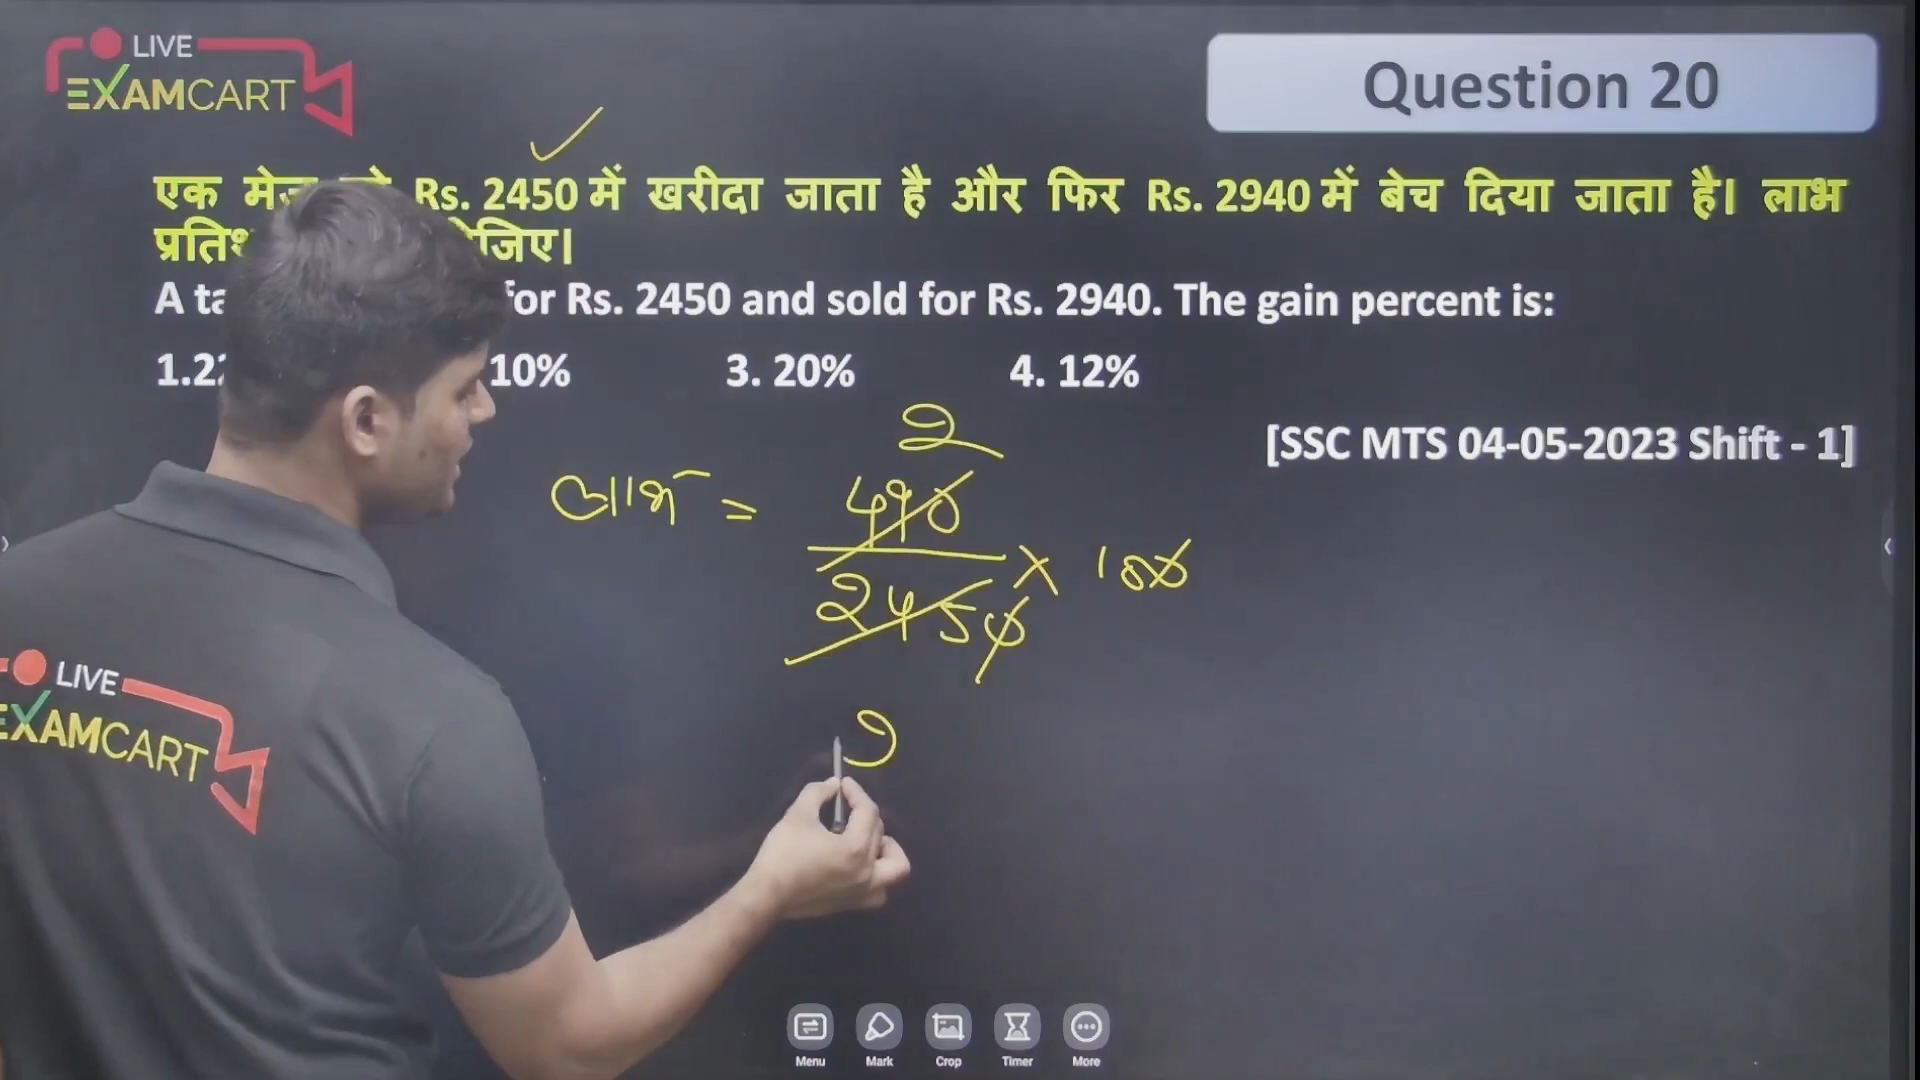 LIVE
EXAMCART
Question 20
एक Rs. 2450 में खरीदा जाता है और फिर Rs. 2940 में बेच दिया जाता है। लाभ
A for Rs. 2450 and sold for Rs. 2940. The gain percent is:
10% 3. 20% 4. 12%
[SSC MTS 04-05-2023 Shift - 1]
2
लाभ = 490
× 100
2450
2
LIVE
EXAMCART
Menu Mark Crop Timer More